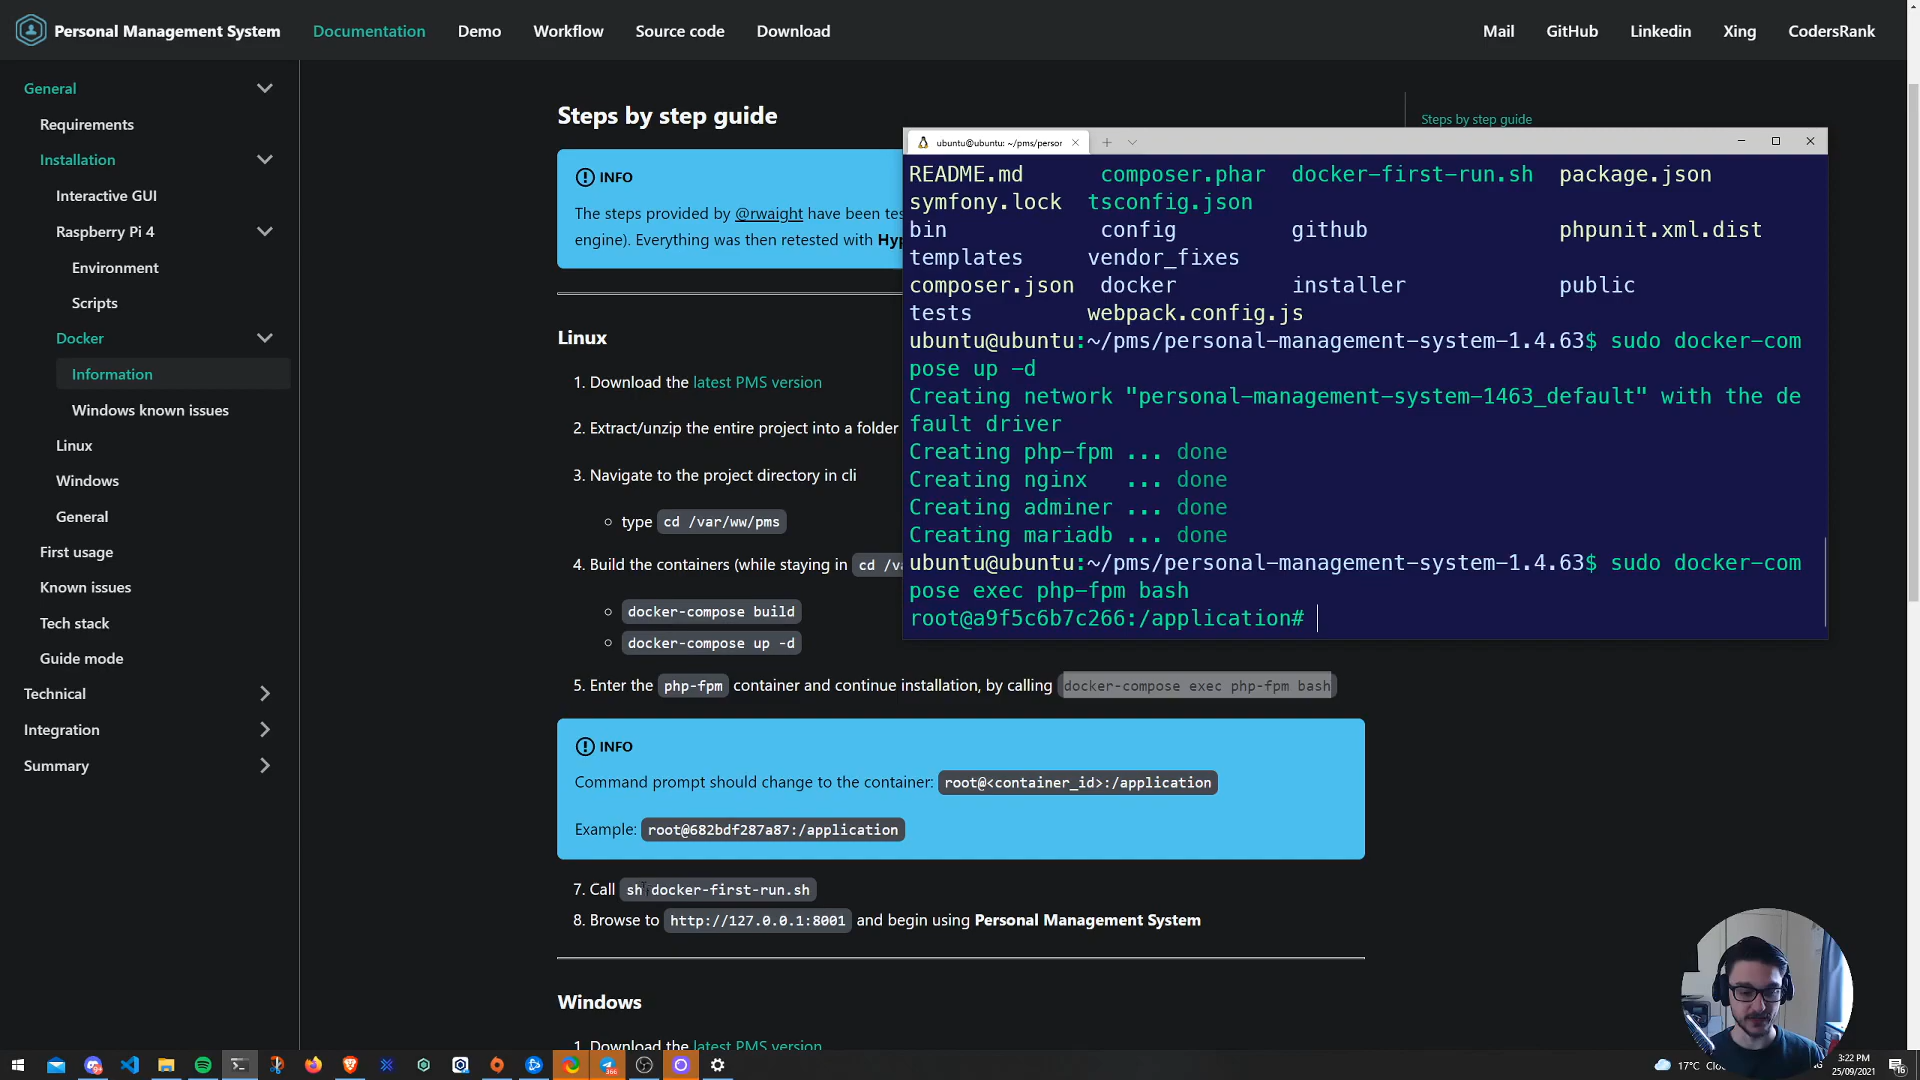 Personal Management System
Documentation
Demo
Workflow
Source code
Download
Mail
GitHub
Linkedin
Xing
CodersRank
General
Requirements
Installation
Interactive GUI
Raspberry Pi 4
Environment
Scripts
Docker
Information
Windows known issues
Linux
Windows
General
First usage
Known issues
Tech stack
Guide mode
Technical
Integration
Summary
Steps by step guide
INFO
The steps provided by @rwaight have been tes
engine). Everything was then retested with Hyp
Linux
1. Download the latest PMS version
2. Extract/unzip the entire project into a folder
3. Navigate to the project directory in cli
type cd /var/ww/pms
4. Build the containers (while staying in cd /va
docker-compose build
docker-compose up -d
5. Enter the php-fpm container and continue installation, by calling docker-compose exec php-fpm bash
INFO
Command prompt should change to the container: root@<container_id>:/application
Example: root@682bdf287a87:/application
7. Call sh docker-first-run.sh
8. Browse to http://127.0.0.1:8001 and begin using Personal Management System
Windows
1. Download the latest PMS version
Steps by step guide
ubuntu@ubuntu: ~/pms/persor
README.md composer.phar docker-first-run.sh package.json
symfony.lock tsconfig.json
bin config github phpunit.xml.dist
templates vendor_fixes
composer.json docker installer public
tests webpack.config.js
ubuntu@ubuntu:~/pms/personal-management-system-1.4.63$ sudo docker-com
pose up -d
Creating network "personal-management-system-1463_default" with the de
fault driver
Creating php-fpm ... done
Creating nginx ... done
Creating adminer ... done
Creating mariadb ... done
ubuntu@ubuntu:~/pms/personal-management-system-1.4.63$ sudo docker-com
pose exec php-fpm bash
root@a9f5c6b7c266:/application#
17°C
3:22 PM
25/09/2021